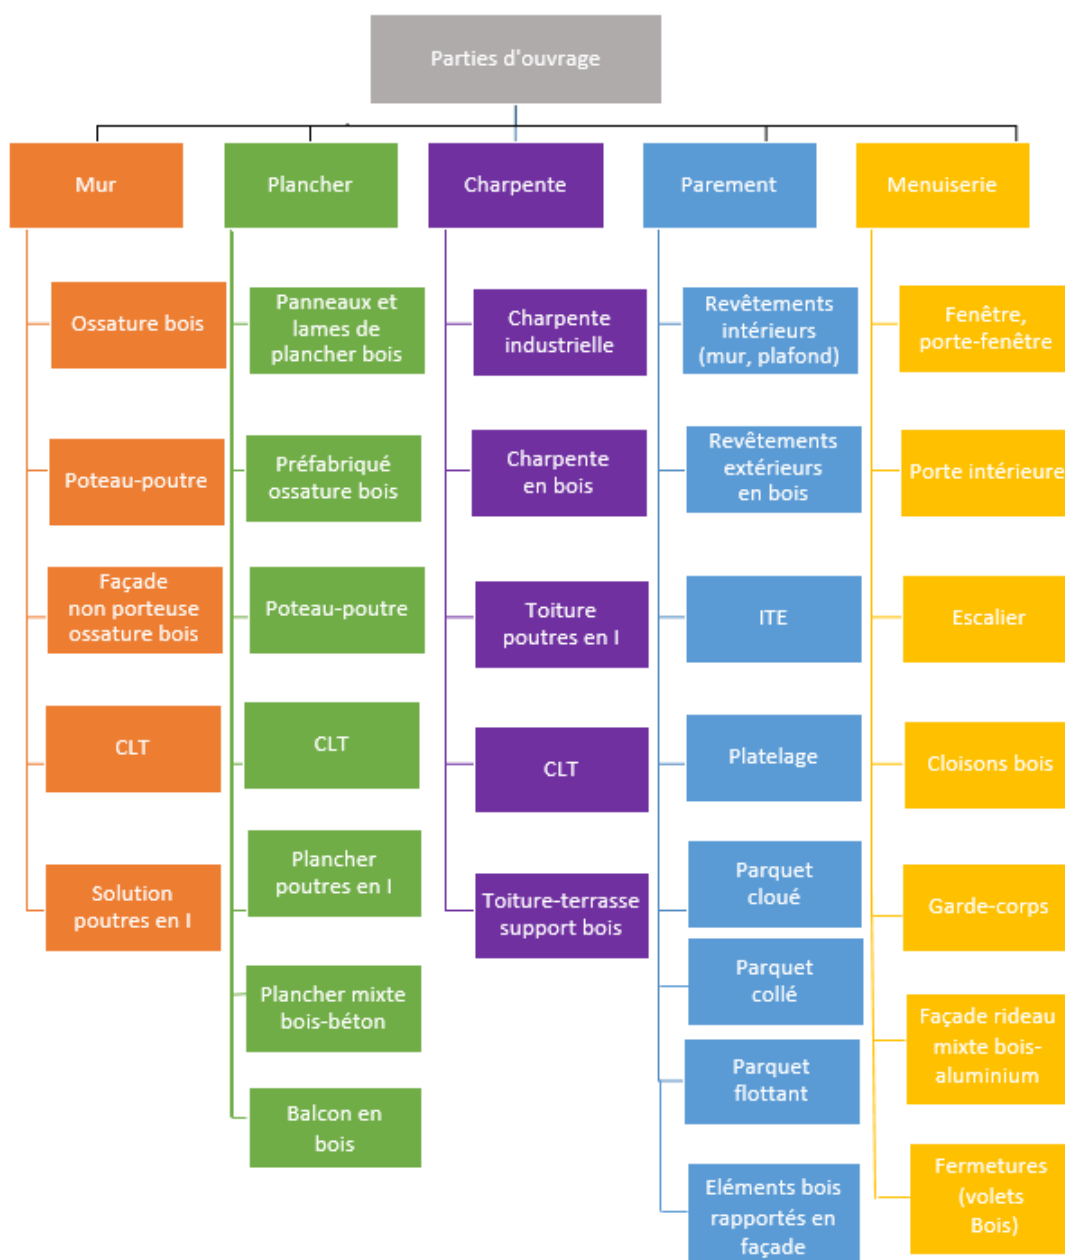 Parties d'ouvrage
Mur
Plancher
Charpente
Parement
Menuiserie
Ossature bois
Poteau-poutre
Façade
non porteuse
ossature bois
CLT
Solution
poutres en I
Panneaux et
lames de
plancher bois
Préfabriqué
ossature bois
Poteau-poutre
CLT
Plancher
poutres en I
Plancher mixte
bois-béton
Balcon en
bois
Charpente
industrielle
Charpente
en bois
Toiture
poutres en I
CLT
Toiture-terrasse
support bois
Revêtements
intérieurs
(mur, plafond)
Revêtements
extérieurs
en bois
ITE
Platelage
Parquet
cloué
Parquet
collé
Parquet
flottant
Eléments bois
rapportés en
façade
Fenêtre,
porte-fenêtre
Porte intérieure
Escalier
Cloisons bois
Garde-corps
Façade rideau
mixte bois-
aluminium
Fermetures
(volets
Bois)